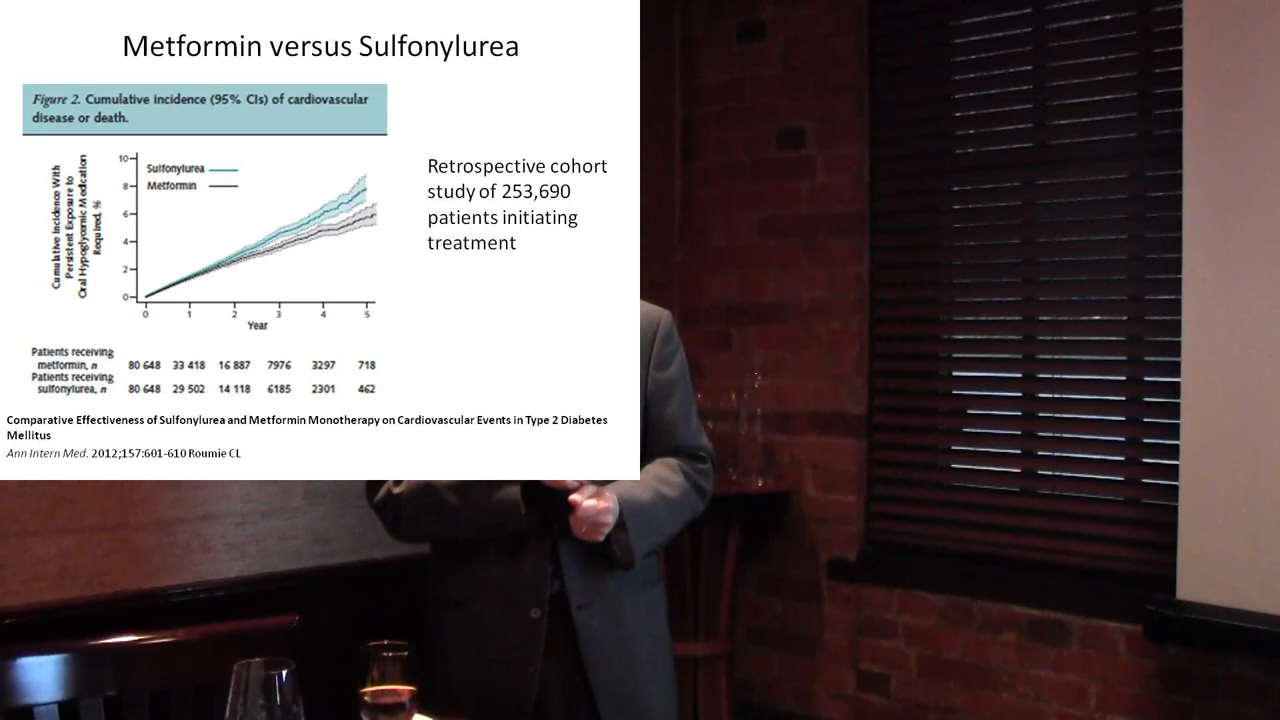 Metformin versus Sulfonylurea
Figure 2. Cumulative incidence (95% CIs) of cardiovascular
disease or death.
Cumulative Incidence With
Persistent Exposure to
Oral Hypoglycemic Medication
Required, %
10
8
6
4
2
0
Sulfonylurea
Metformin
0 1 2 3 4 5
Year
Retrospective cohort
study of 253,690
patients initiating
treatment
Patients receiving
metformin, n 80 648 33 418 16 887 7976 3297 718
Patients receiving
sulfonylurea, n 80 648 29 502 14 118 6185 2301 462
Comparative Effectiveness of Sulfonylurea and Metformin Monotherapy on Cardiovascular Events in Type 2 Diabetes
Mellitus
Ann Intern Med. 2012;157:601-610 Roumie CL